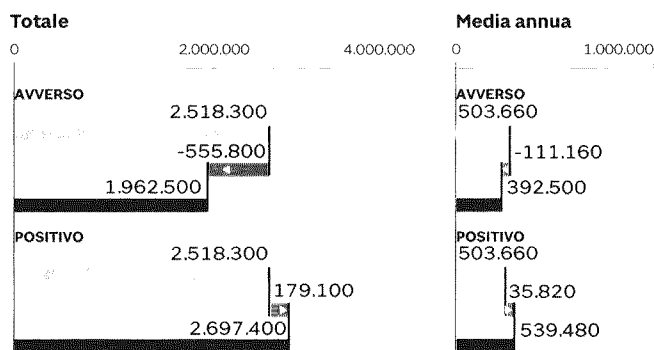 Totale
0 2.000.000 4.000.000
AVVERSO
2.518.300
-555.800
1.962.500
POSITIVO
2.518.300
179.100
2.697.400
Media annua
0 1.000.000
AVVERSO
503.660
-111.160
392.500
POSITIVO
503.660
35.820
539.480